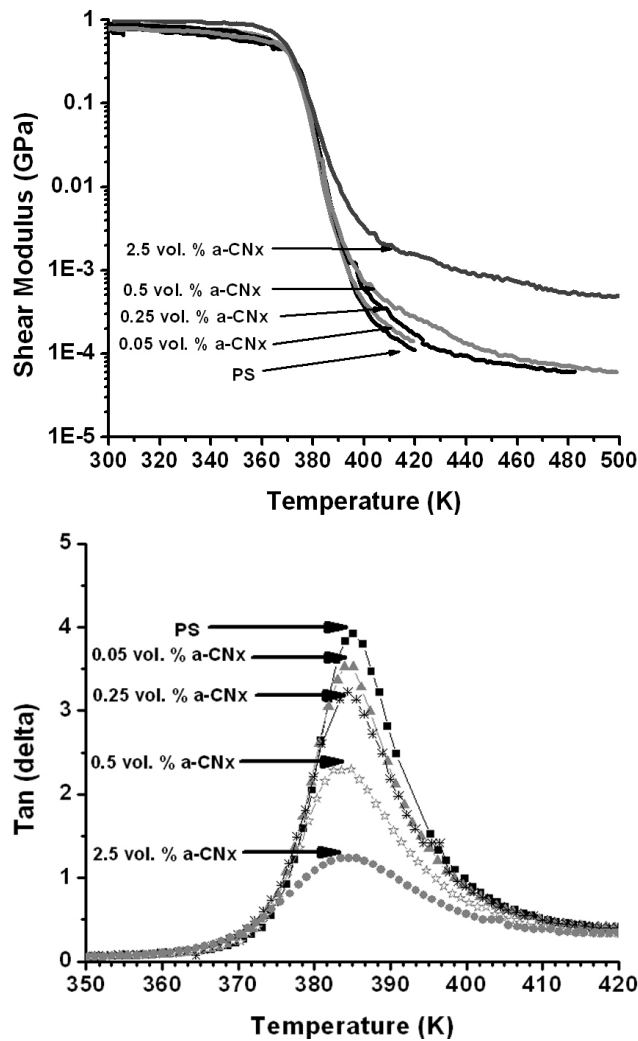 1
0.1
0.01
1E-3
1E-4
1E-5
Shear Modulus (GPa)
2.5 vol. % a-CNx
0.5 vol. % a-CNx
0.25 vol. % a-CNx
0.05 vol. % a-CNx
PS
300 320 340 360 380 400 420 440 460 480 500
Temperature (K)
5
4
3
2
1
0
Tan (delta)
PS
0.05 vol. % a-CNx
0.25 vol. % a-CNx
0.5 vol. % a-CNx
2.5 vol. % a-CNx
350 360 370 380 390 400 410 420
Temperature (K)